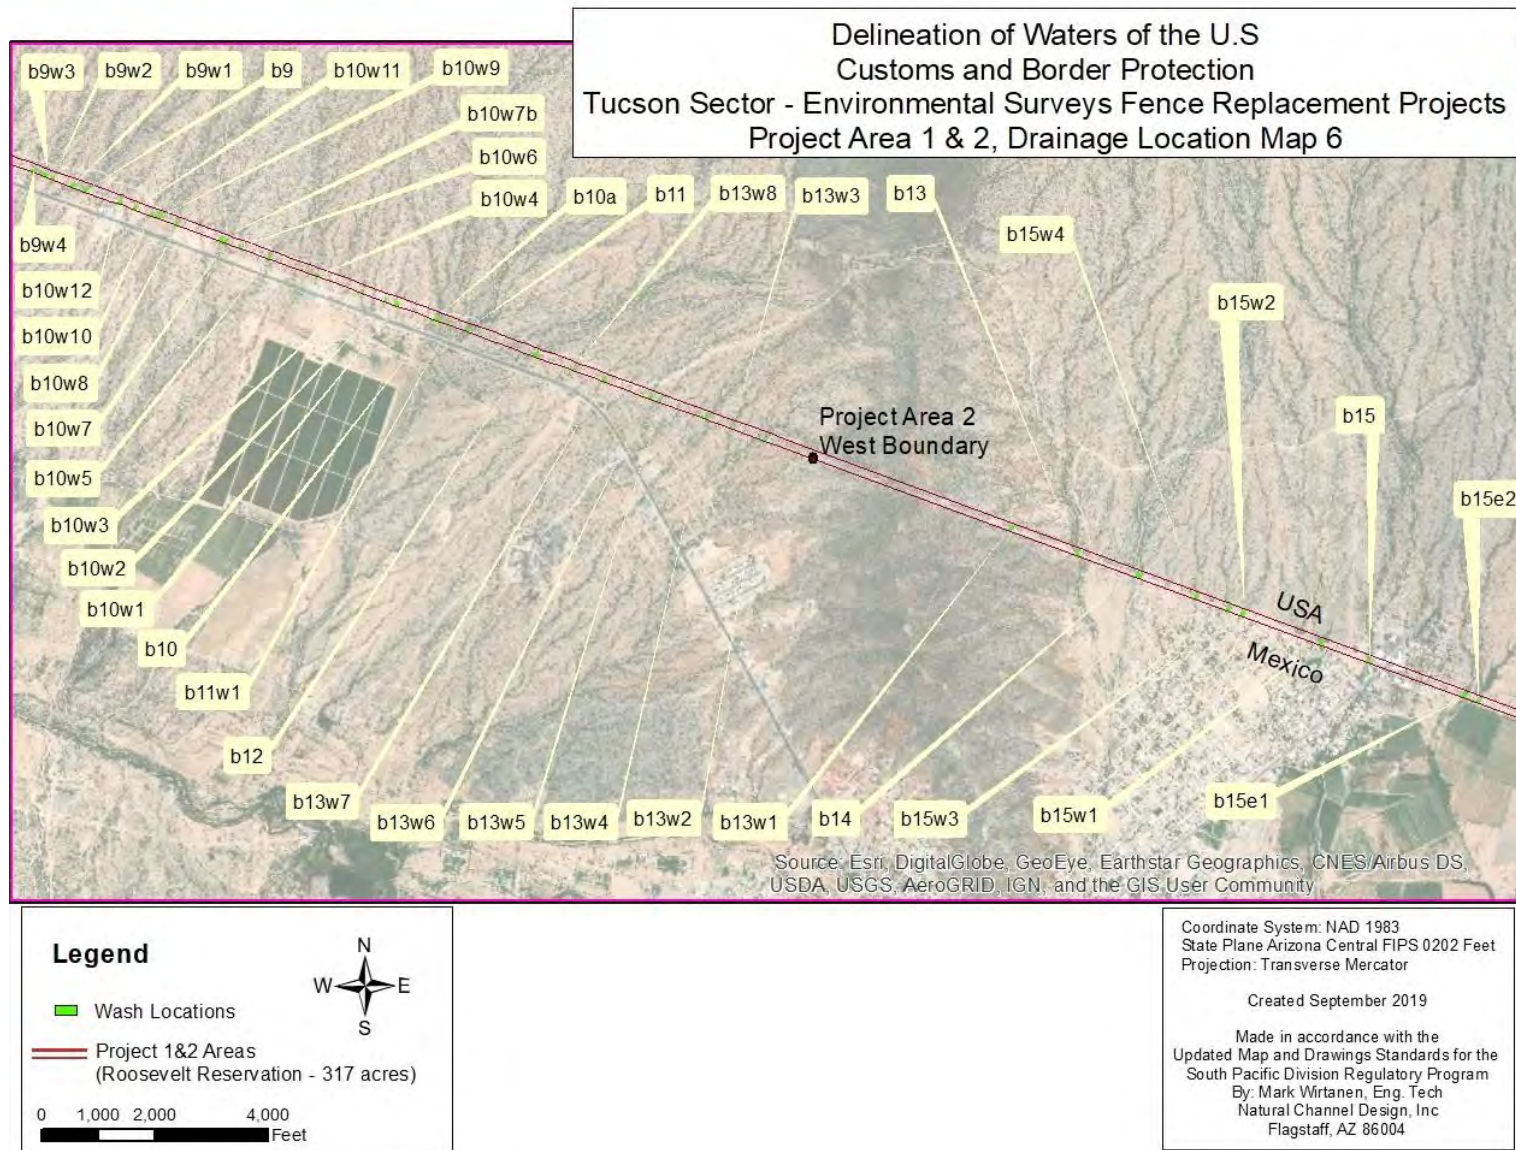 Delineation of Waters of the U.S
Customs and Border Protection
Tucson Sector - Environmental Surveys Fence Replacement Projects
Project Area 1 & 2, Drainage Location Map 6
b9w3
b9w2
b9w1
b9
b10w11
b10w9
b10w7b
b10w6
b10w4
b10a
b11
b13w8
b13w3
b13
b15w4
b9w4
b10w12
b15w2
b10w10
b10w8
b15
Project Area 2
West Boundary
b10w7
b10w5
b15e2
b10w3
b10w2
b10w1
USA
b10
Mexico
b11w1
b12
b13w7
b13w6
b13w5
b13w4
b13w2
b13w1
b14
b15w3
b15w1
b15e1
Source: Esri, DigitalGlobe, GeoEye, Earthstar Geographics, CNES/Airbus DS,
USDA, USGS, AeroGRID, IGN, and the GIS User Community
Legend
N
W
E
S
Wash Locations
Project 1&2 Areas
(Roosevelt Reservation - 317 acres)
0 1,000 2,000 4,000
Feet
Coordinate System: NAD 1983
State Plane Arizona Central FIPS 0202 Feet
Projection: Transverse Mercator
Created September 2019
Made in accordance with the
Updated Map and Drawings Standards for the
South Pacific Division Regulatory Program
By: Mark Wirtanen, Eng. Tech
Natural Channel Design, Inc
Flagstaff, AZ 86004